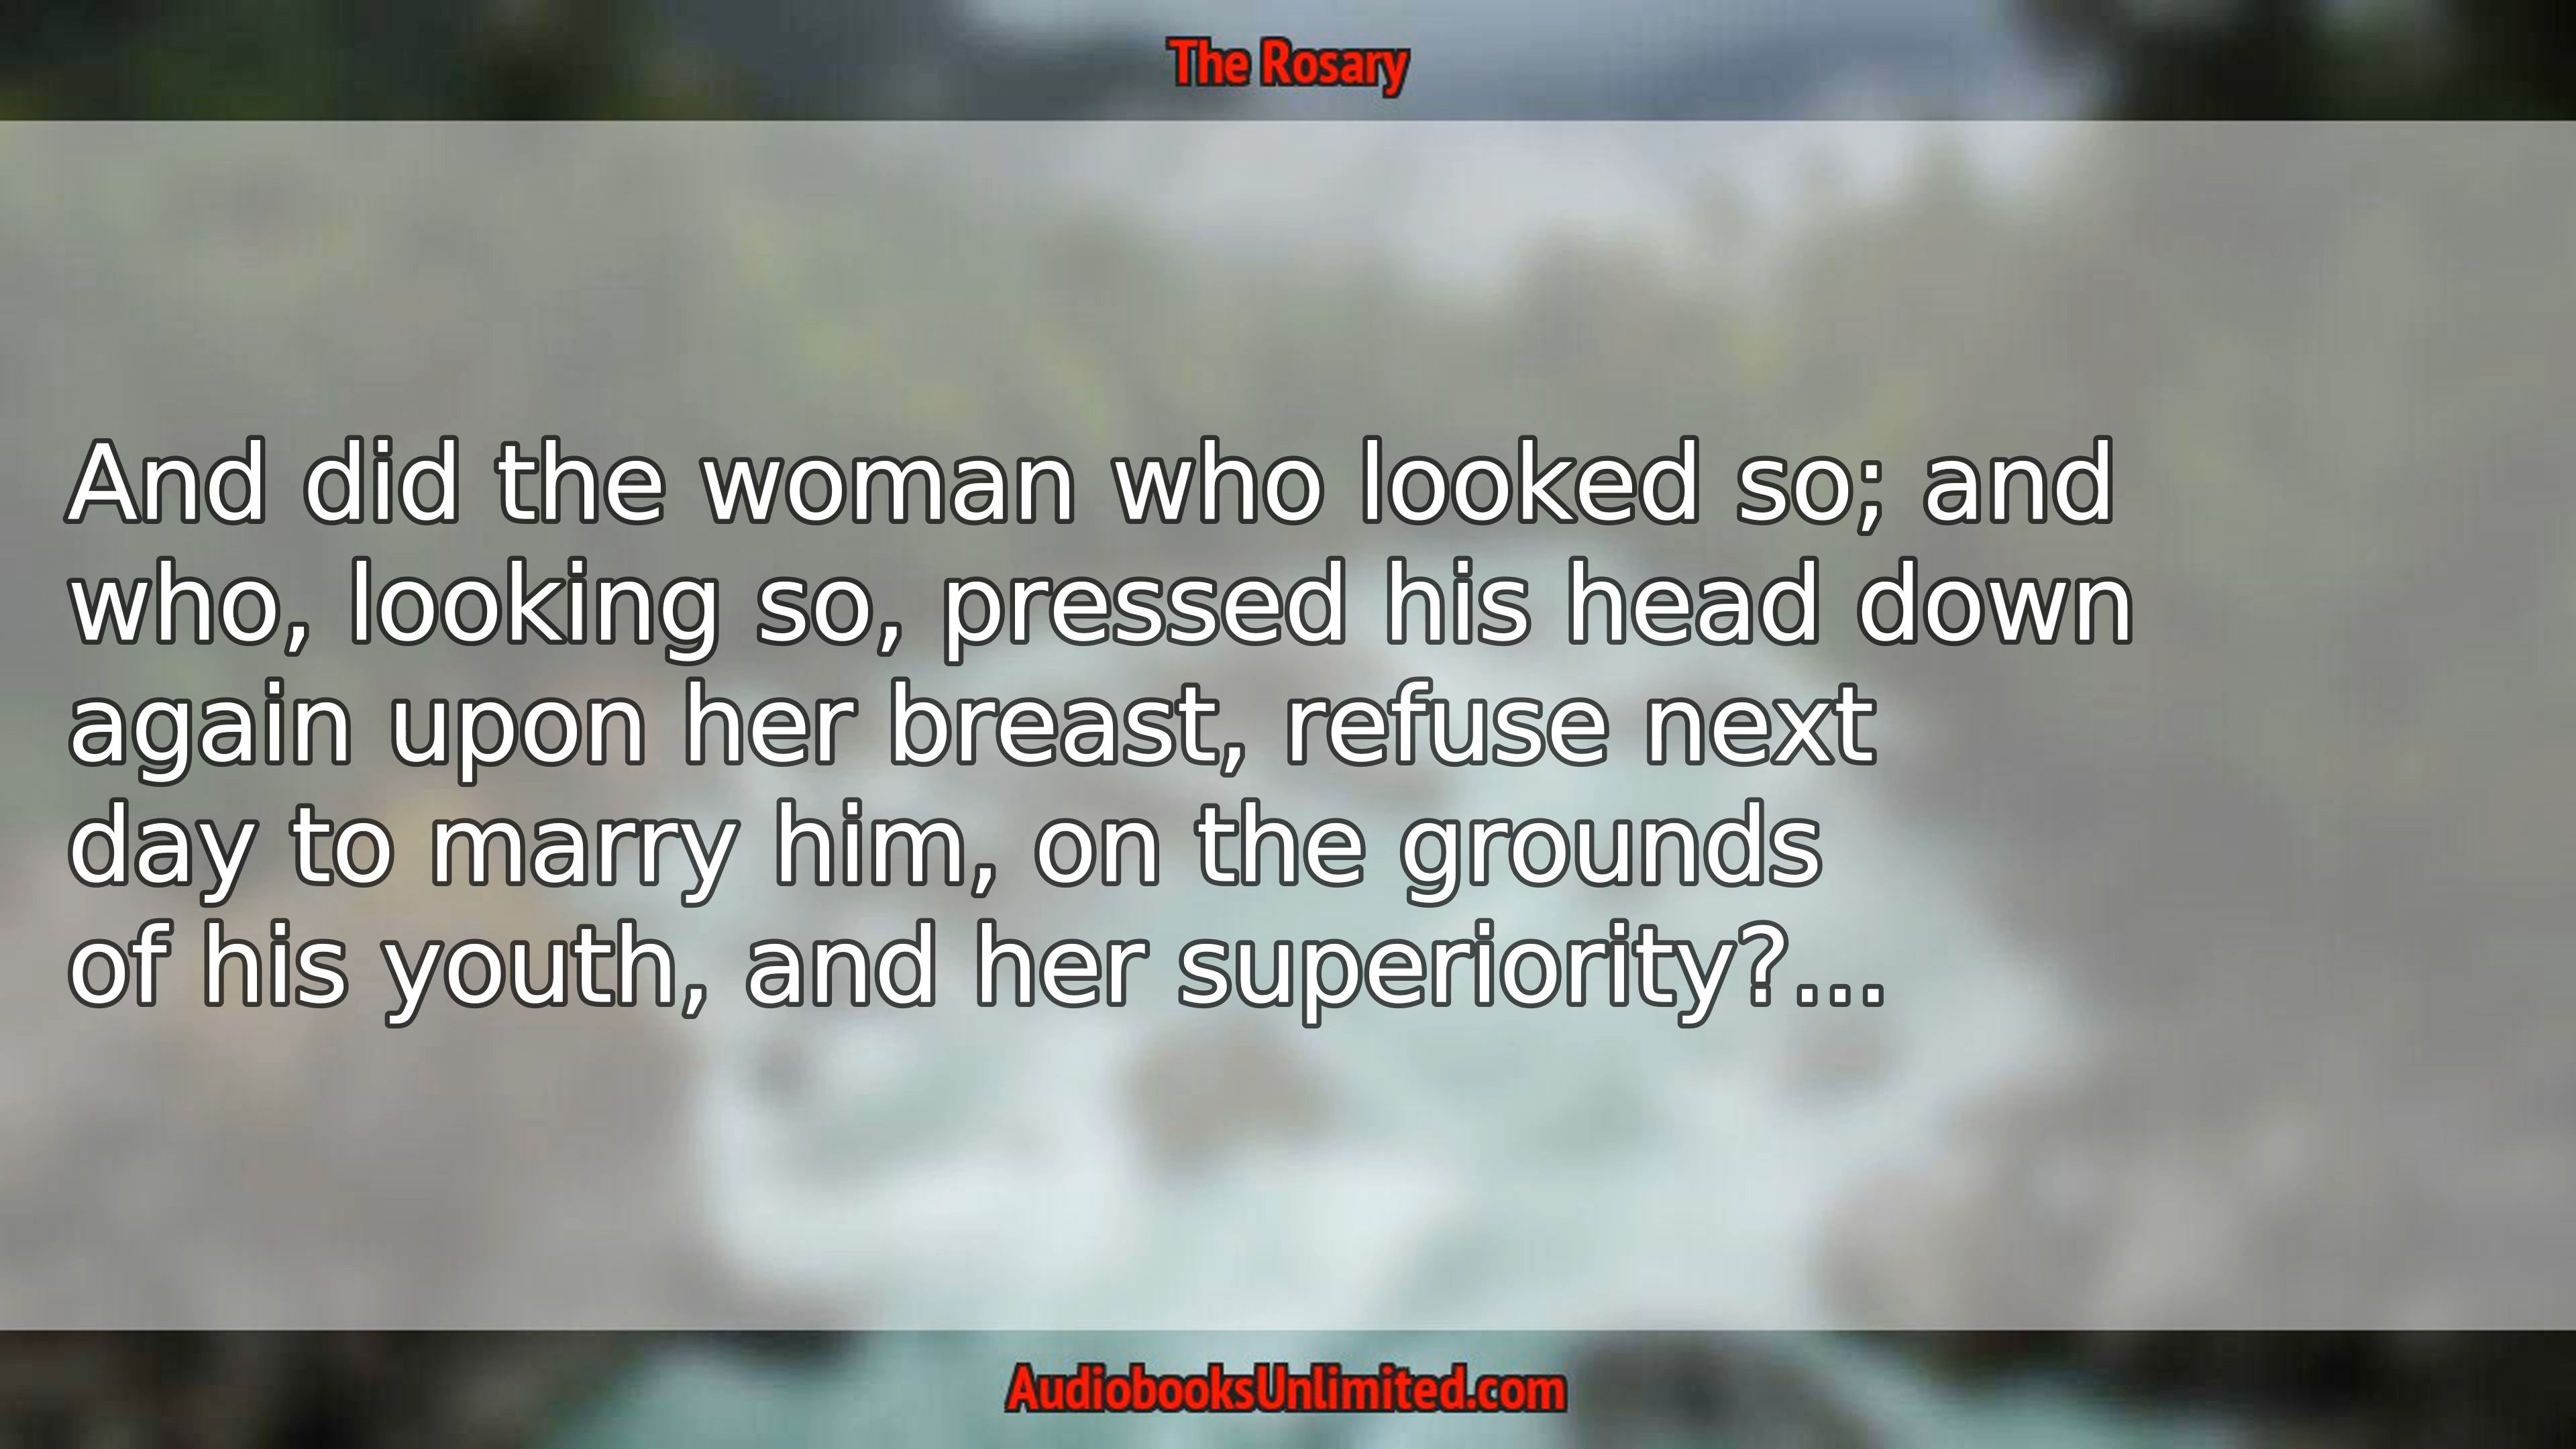 The Rosary
And did the woman who looked so; and
who, looking so, pressed his head down
again upon her breast, refuse next
day to marry him, on the grounds
of his youth, and her superiority?...
AudiobooksUnlimited.com